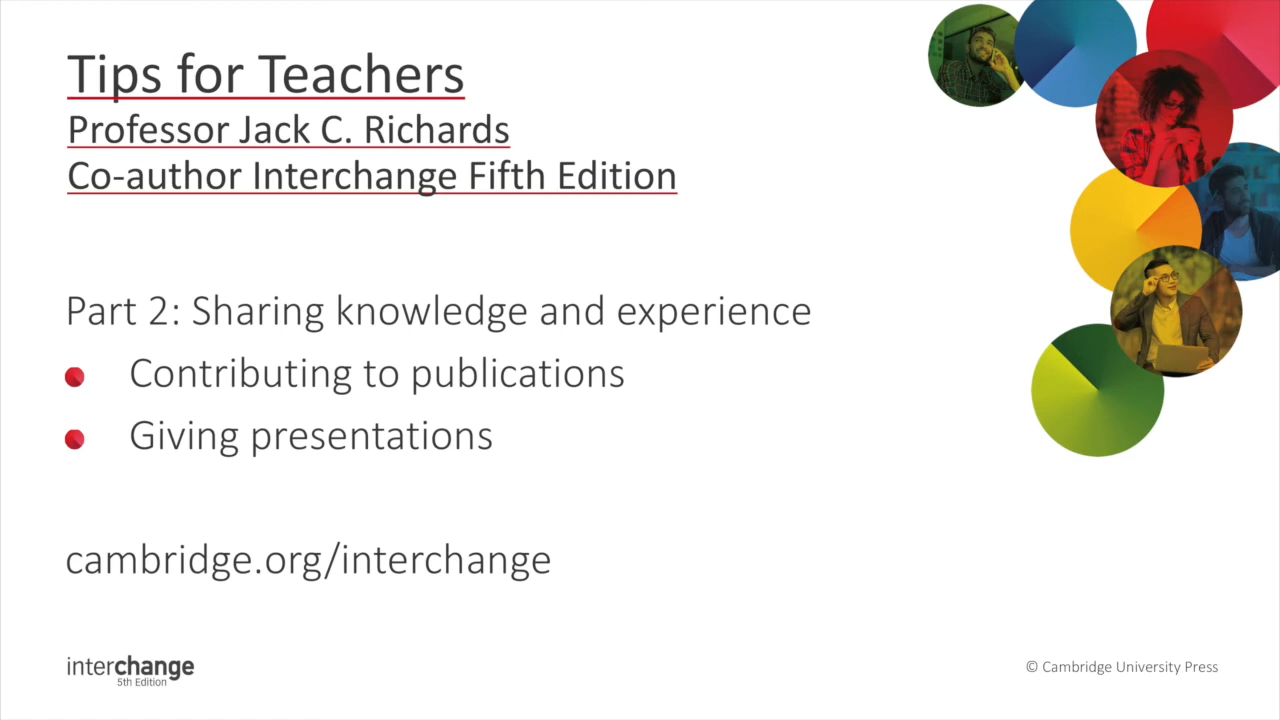 Tips for Teachers
Professor Jack C. Richards
Co-author Interchange Fifth Edition
Part 2: Sharing knowledge and experience
Contributing to publications
Giving presentations
cambridge.org/interchange
interchange
5th Edition
© Cambridge University Press